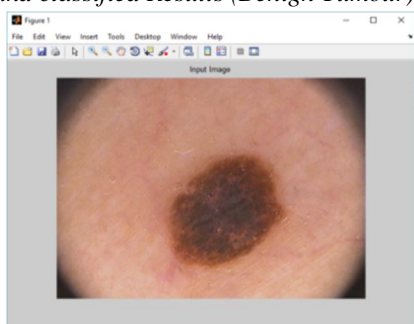 and classified Results (Benign Tumour)
Figure 1
File Edit View Insert Tools Desktop Window Help
Input Image